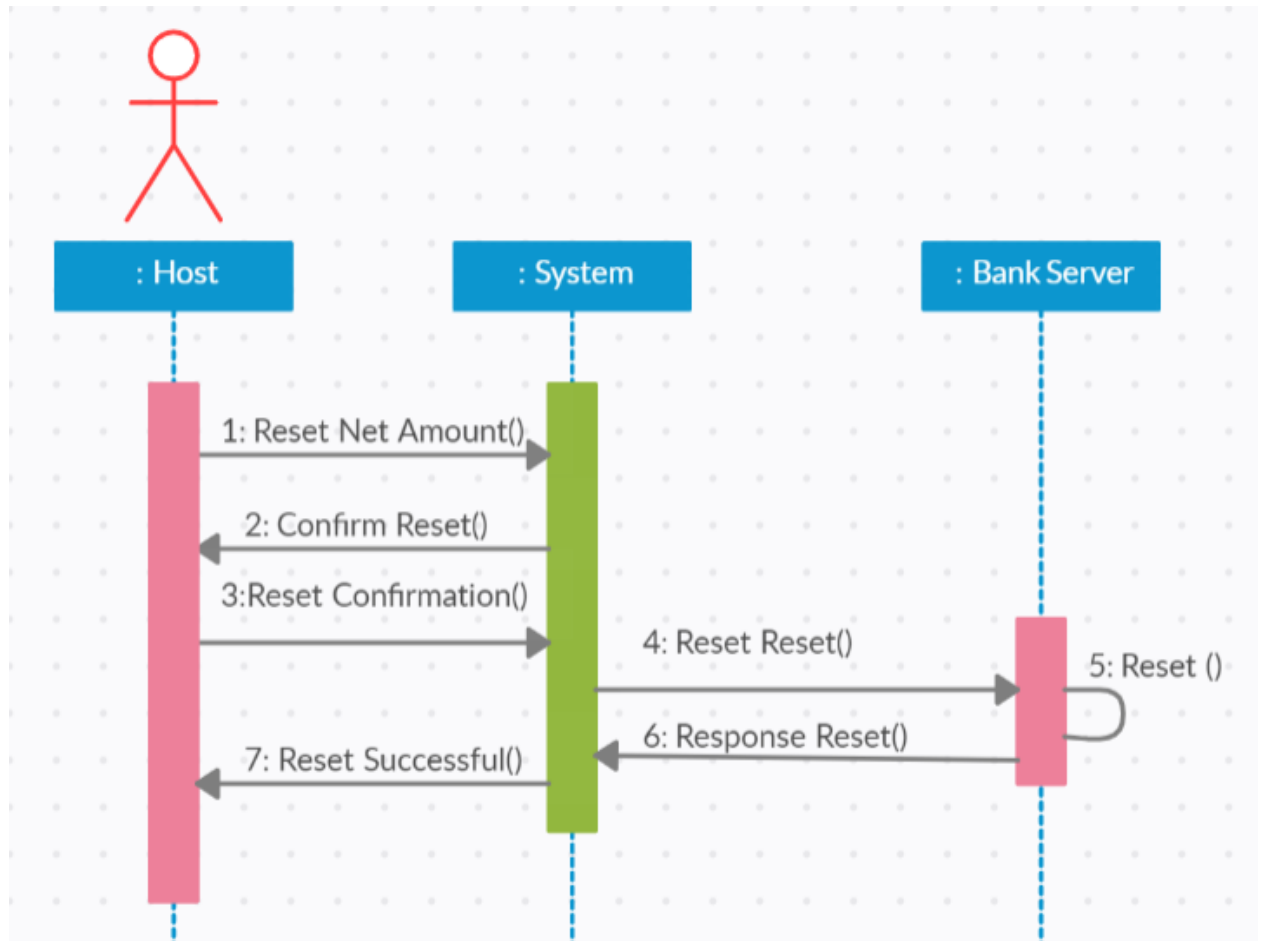 : Host
: System
: Bank Server
1: Reset Net Amount()
2: Confirm Reset()
3:Reset Confirmation()
4: Reset Reset()
5: Reset ()
6: Response Reset()
7: Reset Successful()